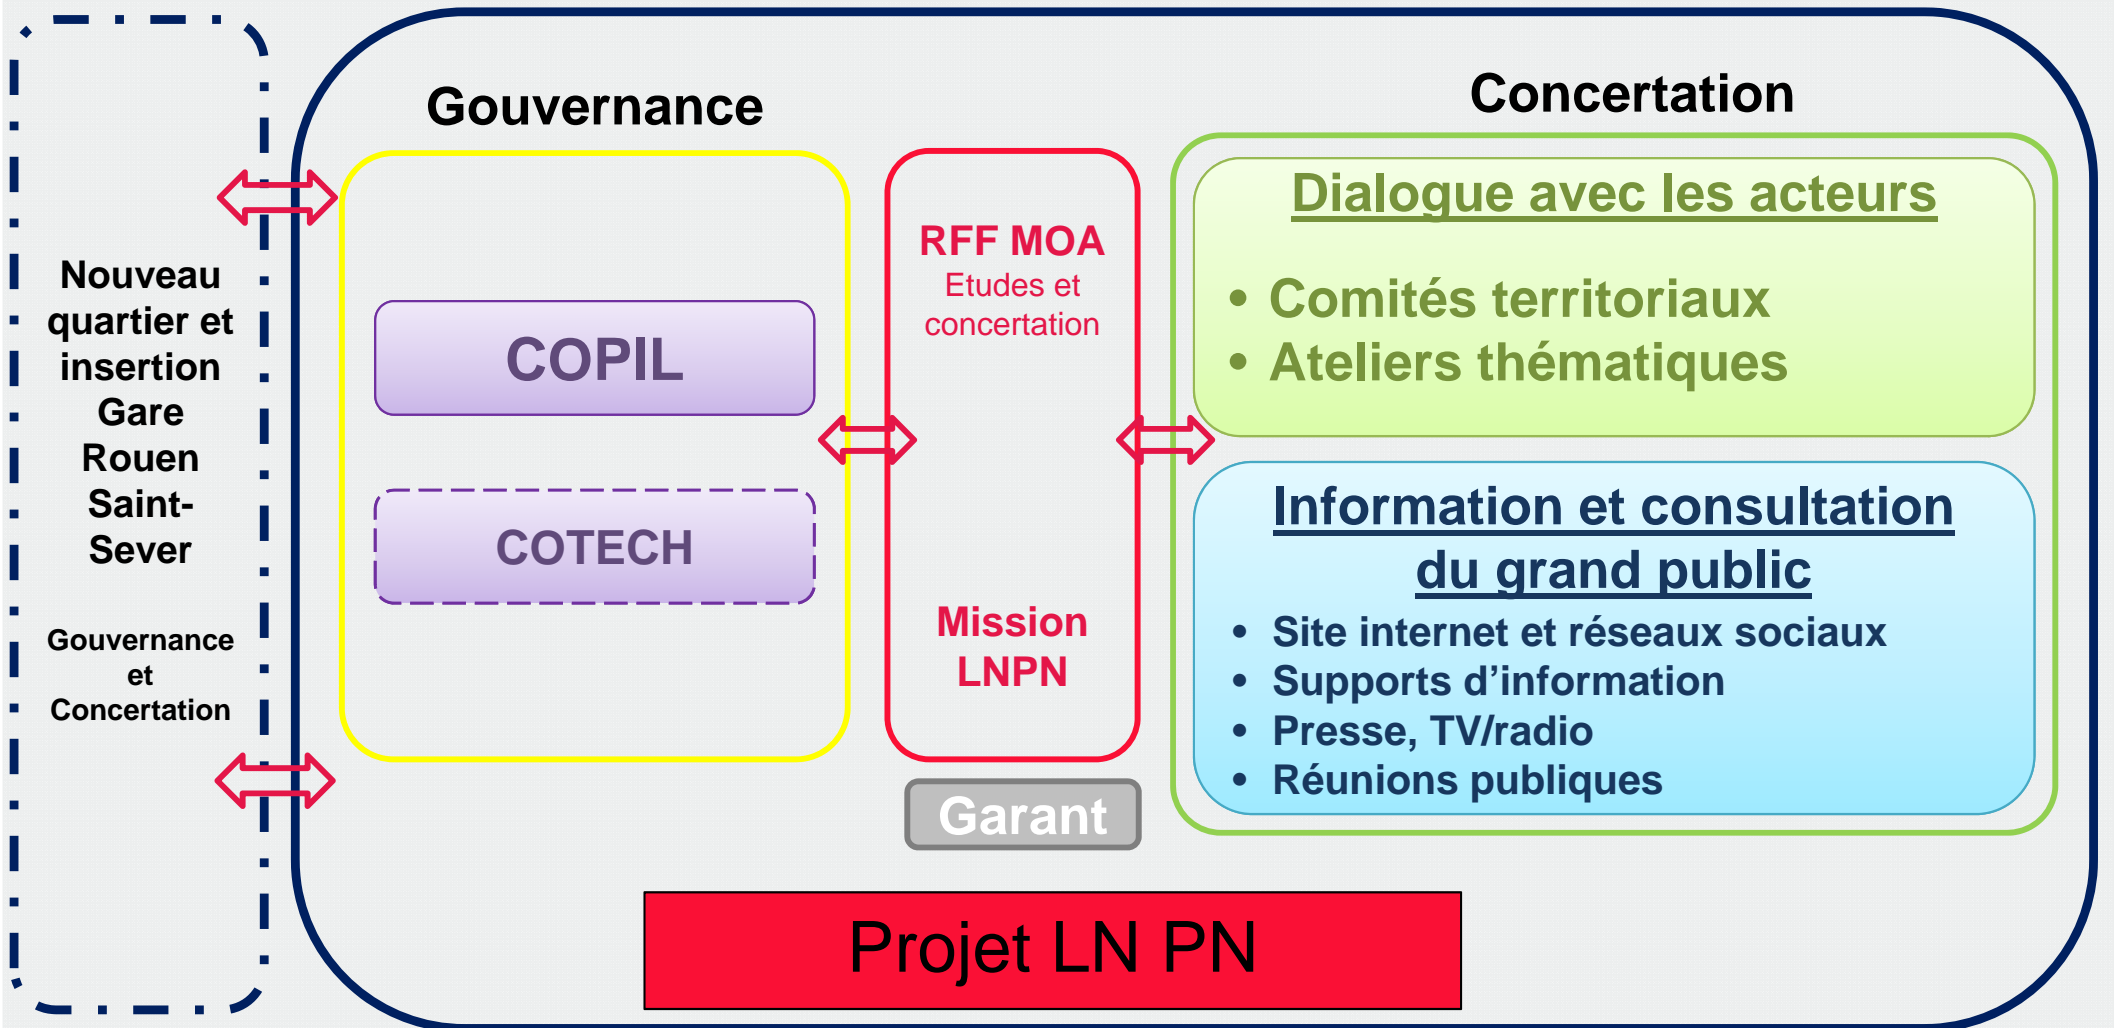 Nouveau
quartier et
insertion
Gare
Rouen
Saint-
Sever
Gouvernance
et
Concertation
Gouvernance
COPIL
COTECH
RFF MOA
Etudes et
concertation
Mission
LNPN
Garant
Concertation
Dialogue avec les acteurs
• Comités territoriaux
• Ateliers thématiques
Information et consultation
du grand public
• Site internet et réseaux sociaux
• Supports d’information
• Presse, TV/radio
• Réunions publiques
Projet LN PN